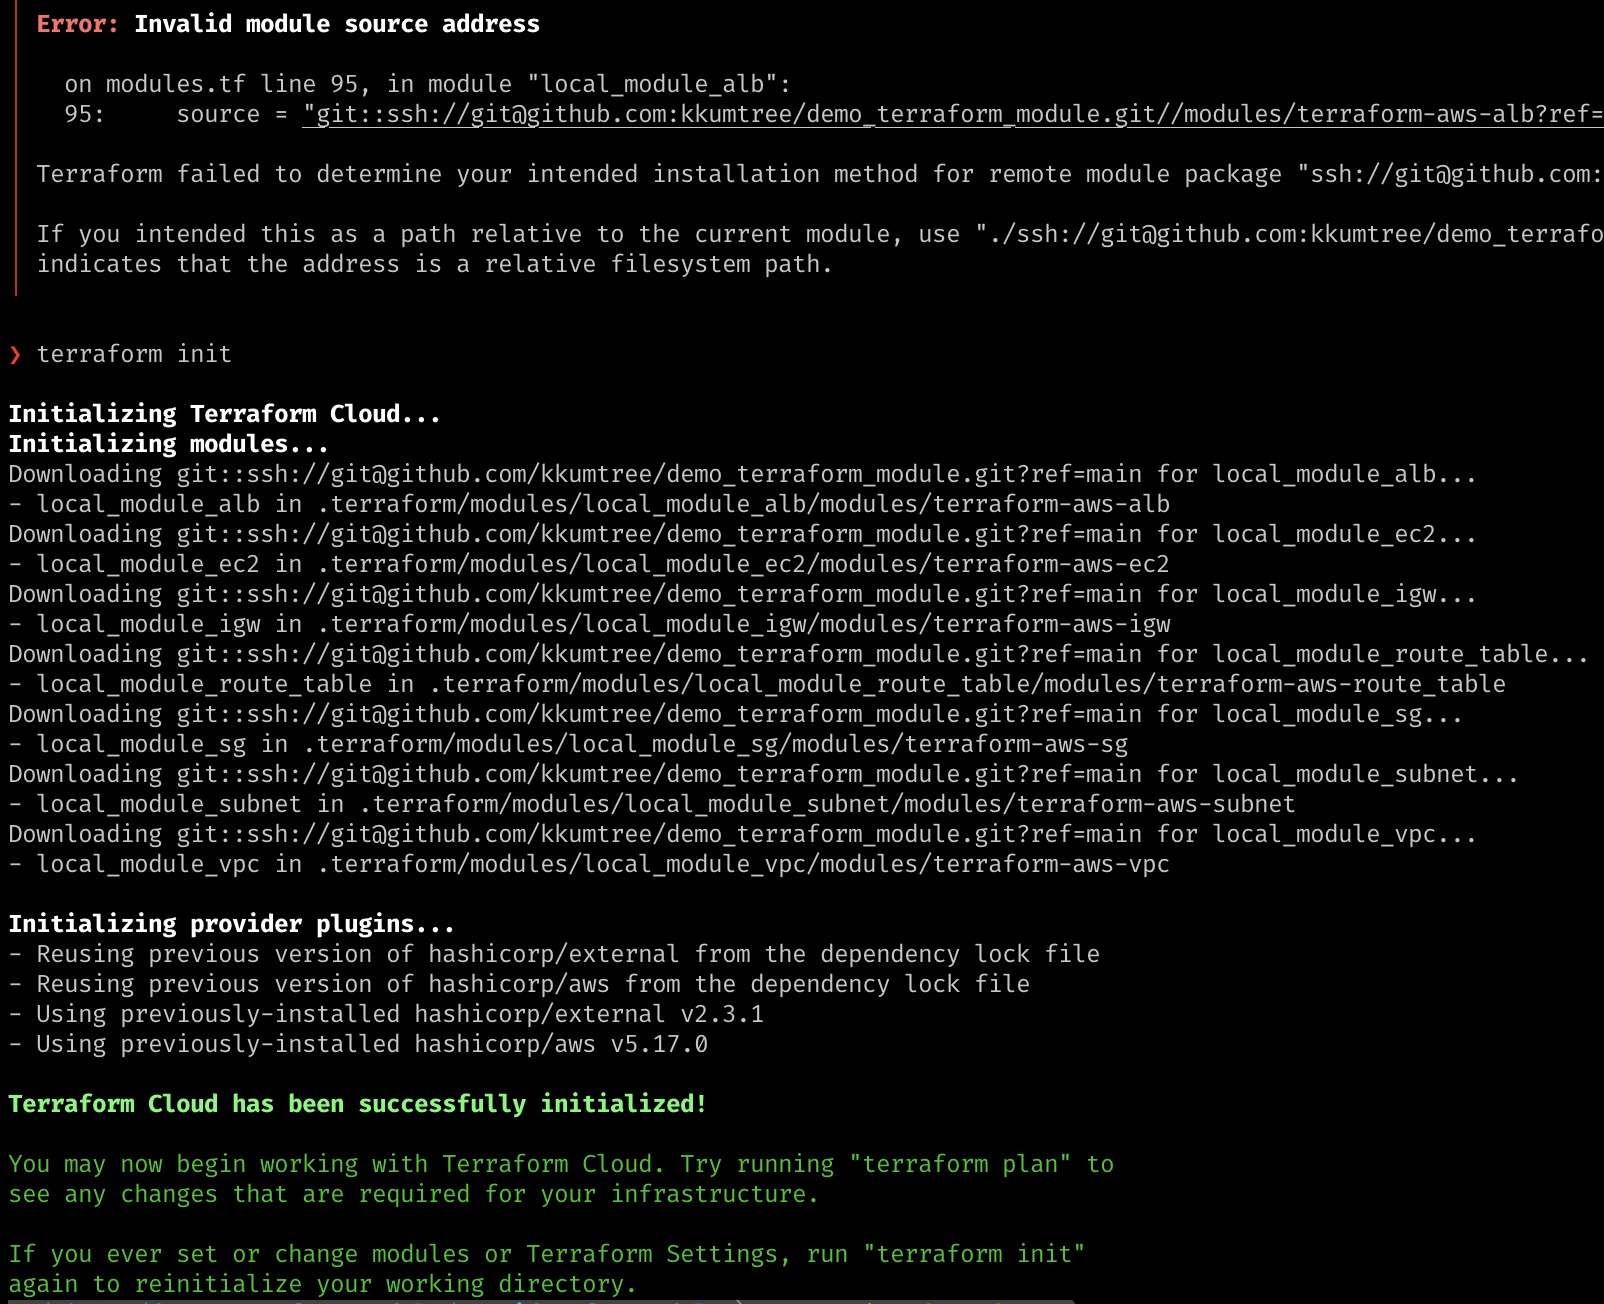 Error: Invalid module source address
on modules.tf line 95, in module "local_module_alb":
95:     source = "git::ssh://git@github.com:kkumtree/demo_terraform_module.git//modules/terraform-aws-alb?ref=
Terraform failed to determine your intended installation method for remote module package "ssh://git@github.com:
If you intended this as a path relative to the current module, use "./ssh://git@github.com:kkumtree/demo_terrafo
indicates that the address is a relative filesystem path.
❯ terraform init
Initializing Terraform Cloud...
Initializing modules...
Downloading git::ssh://git@github.com/kkumtree/demo_terraform_module.git?ref=main for local_module_alb...
- local_module_alb in .terraform/modules/local_module_alb/modules/terraform-aws-alb
Downloading git::ssh://git@github.com/kkumtree/demo_terraform_module.git?ref=main for local_module_ec2...
- local_module_ec2 in .terraform/modules/local_module_ec2/modules/terraform-aws-ec2
Downloading git::ssh://git@github.com/kkumtree/demo_terraform_module.git?ref=main for local_module_igw...
- local_module_igw in .terraform/modules/local_module_igw/modules/terraform-aws-igw
Downloading git::ssh://git@github.com/kkumtree/demo_terraform_module.git?ref=main for local_module_route_table...
- local_module_route_table in .terraform/modules/local_module_route_table/modules/terraform-aws-route_table
Downloading git::ssh://git@github.com/kkumtree/demo_terraform_module.git?ref=main for local_module_sg...
- local_module_sg in .terraform/modules/local_module_sg/modules/terraform-aws-sg
Downloading git::ssh://git@github.com/kkumtree/demo_terraform_module.git?ref=main for local_module_subnet...
- local_module_subnet in .terraform/modules/local_module_subnet/modules/terraform-aws-subnet
Downloading git::ssh://git@github.com/kkumtree/demo_terraform_module.git?ref=main for local_module_vpc...
- local_module_vpc in .terraform/modules/local_module_vpc/modules/terraform-aws-vpc
Initializing provider plugins...
- Reusing previous version of hashicorp/external from the dependency lock file
- Reusing previous version of hashicorp/aws from the dependency lock file
- Using previously-installed hashicorp/external v2.3.1
- Using previously-installed hashicorp/aws v5.17.0
Terraform Cloud has been successfully initialized!
You may now begin working with Terraform Cloud. Try running "terraform plan" to
see any changes that are required for your infrastructure.
If you ever set or change modules or Terraform Settings, run "terraform init"
again to reinitialize your working directory.